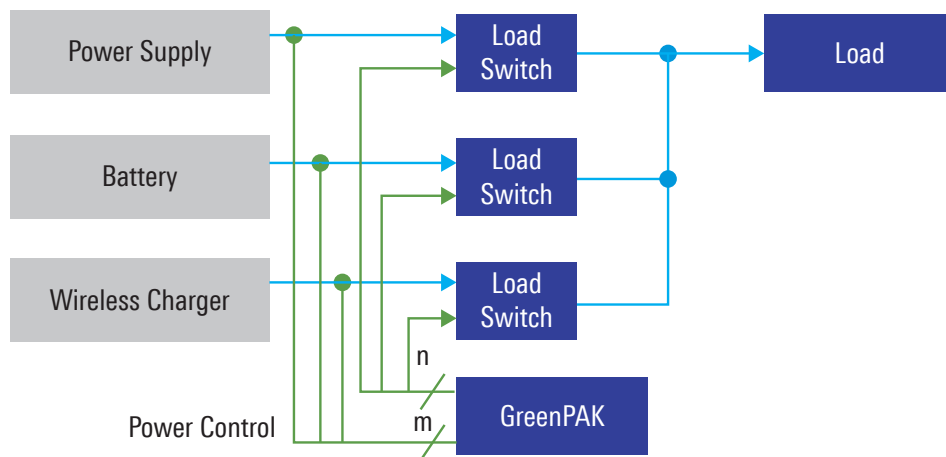 Power Supply
Load
Switch
Load
Battery
Load
Switch
Wireless Charger
Load
Switch
n
GreenPAK
m
Power Control